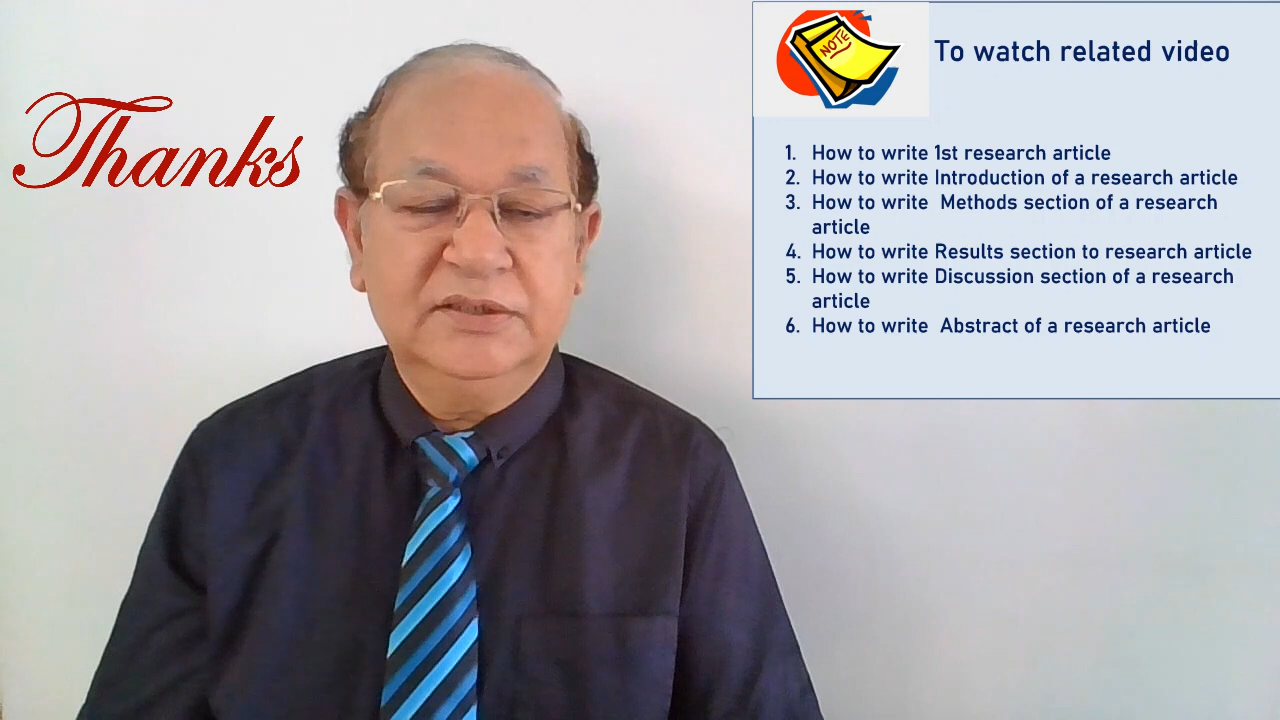 Thanks
NOTE
To watch related video
1. How to write 1st research article
2. How to write Introduction of a research article
3. How to write Methods section of a research
article
4. How to write Results section to research article
5. How to write Discussion section of a research
article
6. How to write Abstract of a research article